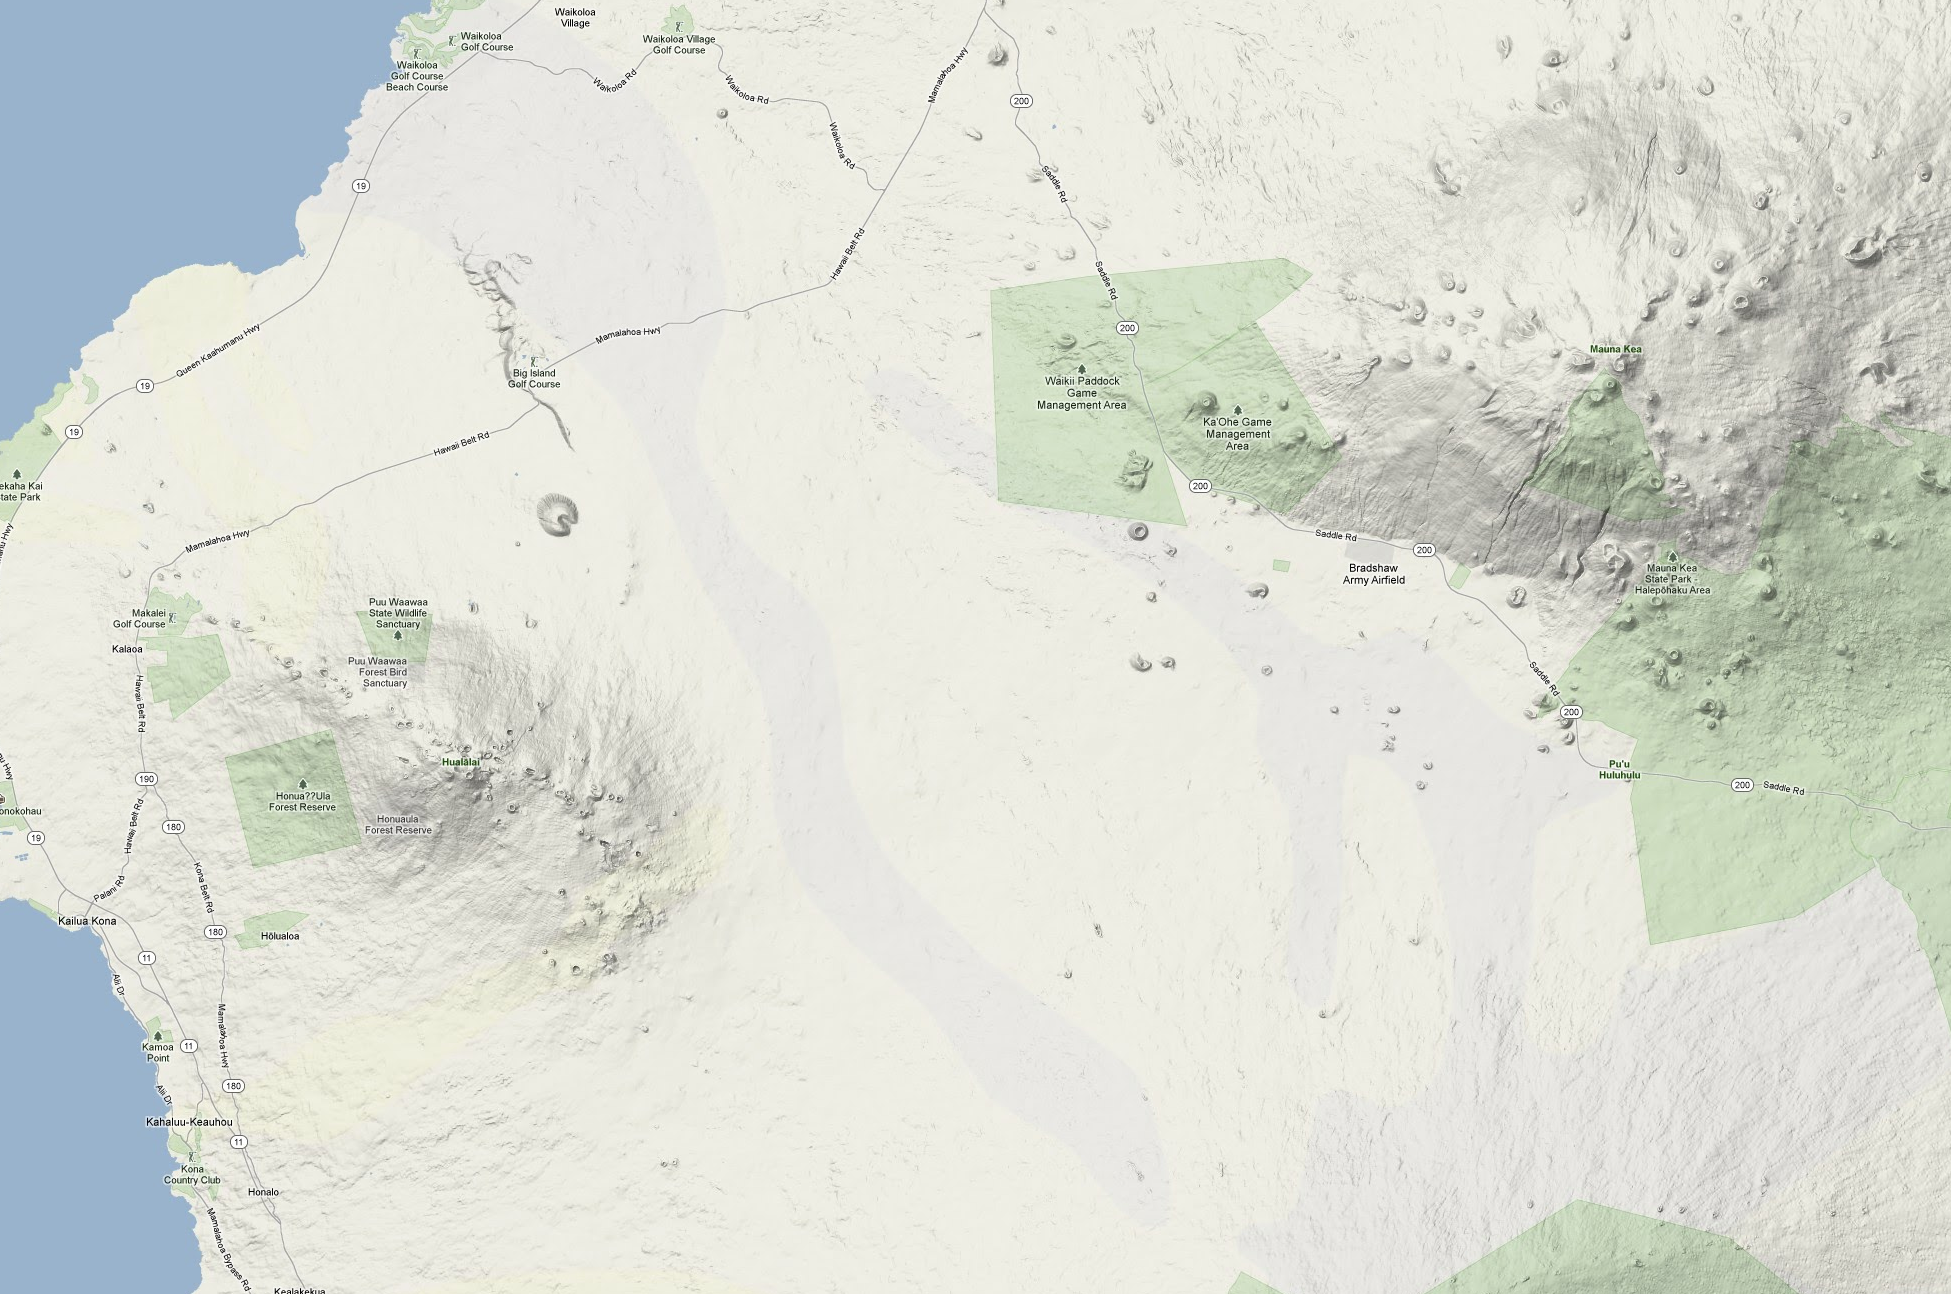 Waikoloa
Village
Waikoloa
Golf Course
Waikoloa Village
Golf Course
Waikoloa
Golf Course
Beach Course
Waikoloa Rd
Waikoloa Rd
Mamalahoa Hwy
200
Waikoloa Rd
19
Saddle Rd
Hawaii Belt Rd
Saddle Rd
Queen Kaahumanu Hwy
Mamalahoa Hwy
200
Mauna Kea
Big Island
Golf Course
19
Waikii Paddock
Game
Management Area
Ka'Ohe Game
Management
Area
19
Hawaii Belt Rd
ekaha Kai
tate Park
200
Mamalahoa Hwy
Saddle Rd
200
Bradshaw
Army Airfield
Mauna Kea
State Park -
Halepōhaku Area
Puu Waawaa
State Wildlife
Sanctuary
Makalei
Golf Course
Kalaoa
Puu Waawaa
Forest Bird
Sanctuary
Hawaii Belt Rd
Saddle Rd
200
Hualālai
Pu'u
Huluhulu
190
200
Saddle Rd
Honua??Ula
Forest Reserve
onokohau
Honuaula
Forest Reserve
180
19
Hawaii Belt Rd
Kona Belt Rd
Palani Rd
Kailua Kona
180
Hōlualoa
11
Alii Dr
Mamalahoa Hwy
Kamoa
Point
11
180
Alii Dr
Kahaluu-Keauhou
11
Kona
Country Club
Honalo
Mamalahoa Bypass Rd
Kealakekua